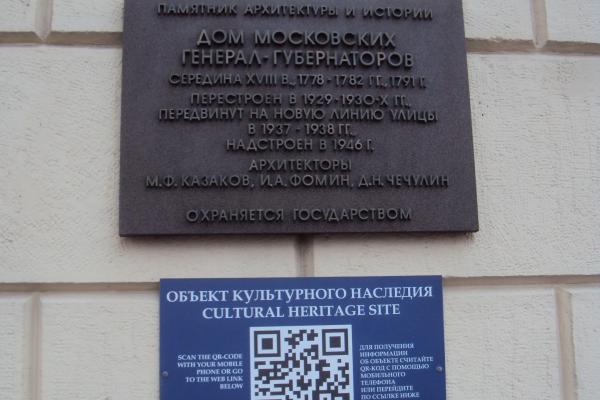 ПАМЯТНИК АРХИТЕКТУРЫ И ИСТОРИИ
ДОМ МОСКОВСКИХ
ГЕНЕРАЛ-ГУБЕРНАТОРОВ
СЕРЕДИНА XVIII В., 1778-1782 ГГ., 1791 Г.
ПЕРЕСТРОЕН В 1929-1930-Х ГГ.,
ПЕРЕДВИНУТ НА НОВУЮ ЛИНИЮ УЛИЦЫ
В 1937 - 1938 ГГ.,
НАДСТРОЕН В 1946 Г.
АРХИТЕКТОРЫ
М.Ф. КАЗАКОВ, И.А. ФОМИН, Д.Н. ЧЕЧУЛИН
ОХРАНЯЕТСЯ ГОСУДАРСТВОМ
ОБЪЕКТ КУЛЬТУРНОГО НАСЛЕДИЯ
CULTURAL HERITAGE SITE
SCAN THE QR-CODE
WITH YOUR MOBILE
PHONE OR GO
TO THE WEB LINK
BELOW
ДЛЯ ПОЛУЧЕНИЯ
ИНФОРМАЦИИ
ОБ ОБЪЕКТЕ СЧИТАЙТЕ
QR-КОД С ПОМОЩЬЮ
МОБИЛЬНОГО
ТЕЛЕФОНА
ИЛИ ПЕРЕЙДИТЕ
ПО ССЫЛКЕ НИЖЕ